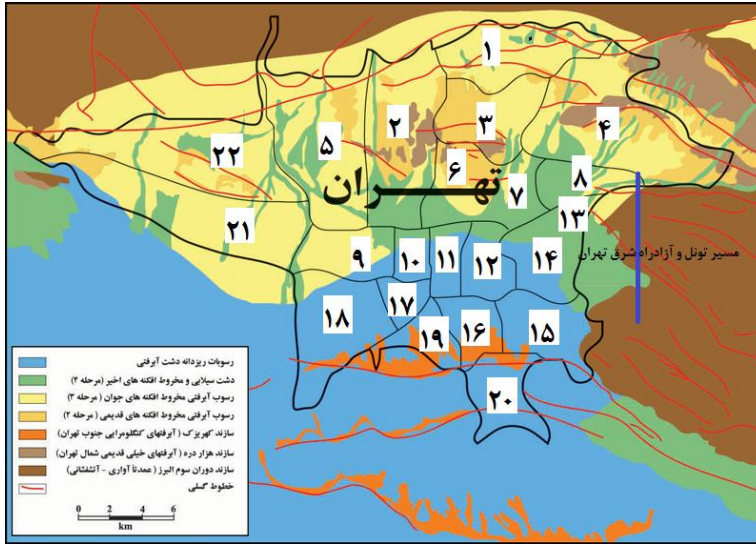 ۱
۲
۳
۴
۵
۲۲
۶
۸
۷
تهـــــران
۲۱
۱۳
۹
۱۰
۱۱
۱۲
۱۴
مسیر تونل و آزادراه شرق تهران
۱۸
۱۷
۱۹
۱۶
۱۵
۲۰
رسوبات ریزدانه دشت آبرفتی
دشت سیلابی و مخروط افکنه های اخیر (مرحله ۴)
رسوب آبرفتی مخروط افکنه های جوان (مرحله ۳)
رسوب آبرفتی مخروط افکنه های قدیمی (مرحله ۲)
سازند کهریزک (آبرفتهای کنگلومرایی جنوب تهران)
سازند هزار دره (آبرفتهای خیلی قدیمی شمال تهران)
سازند دوران سوم البرز (عمدتاً آواری - آتشفشانی)
خطوط گسلی
0 2 4 6
km